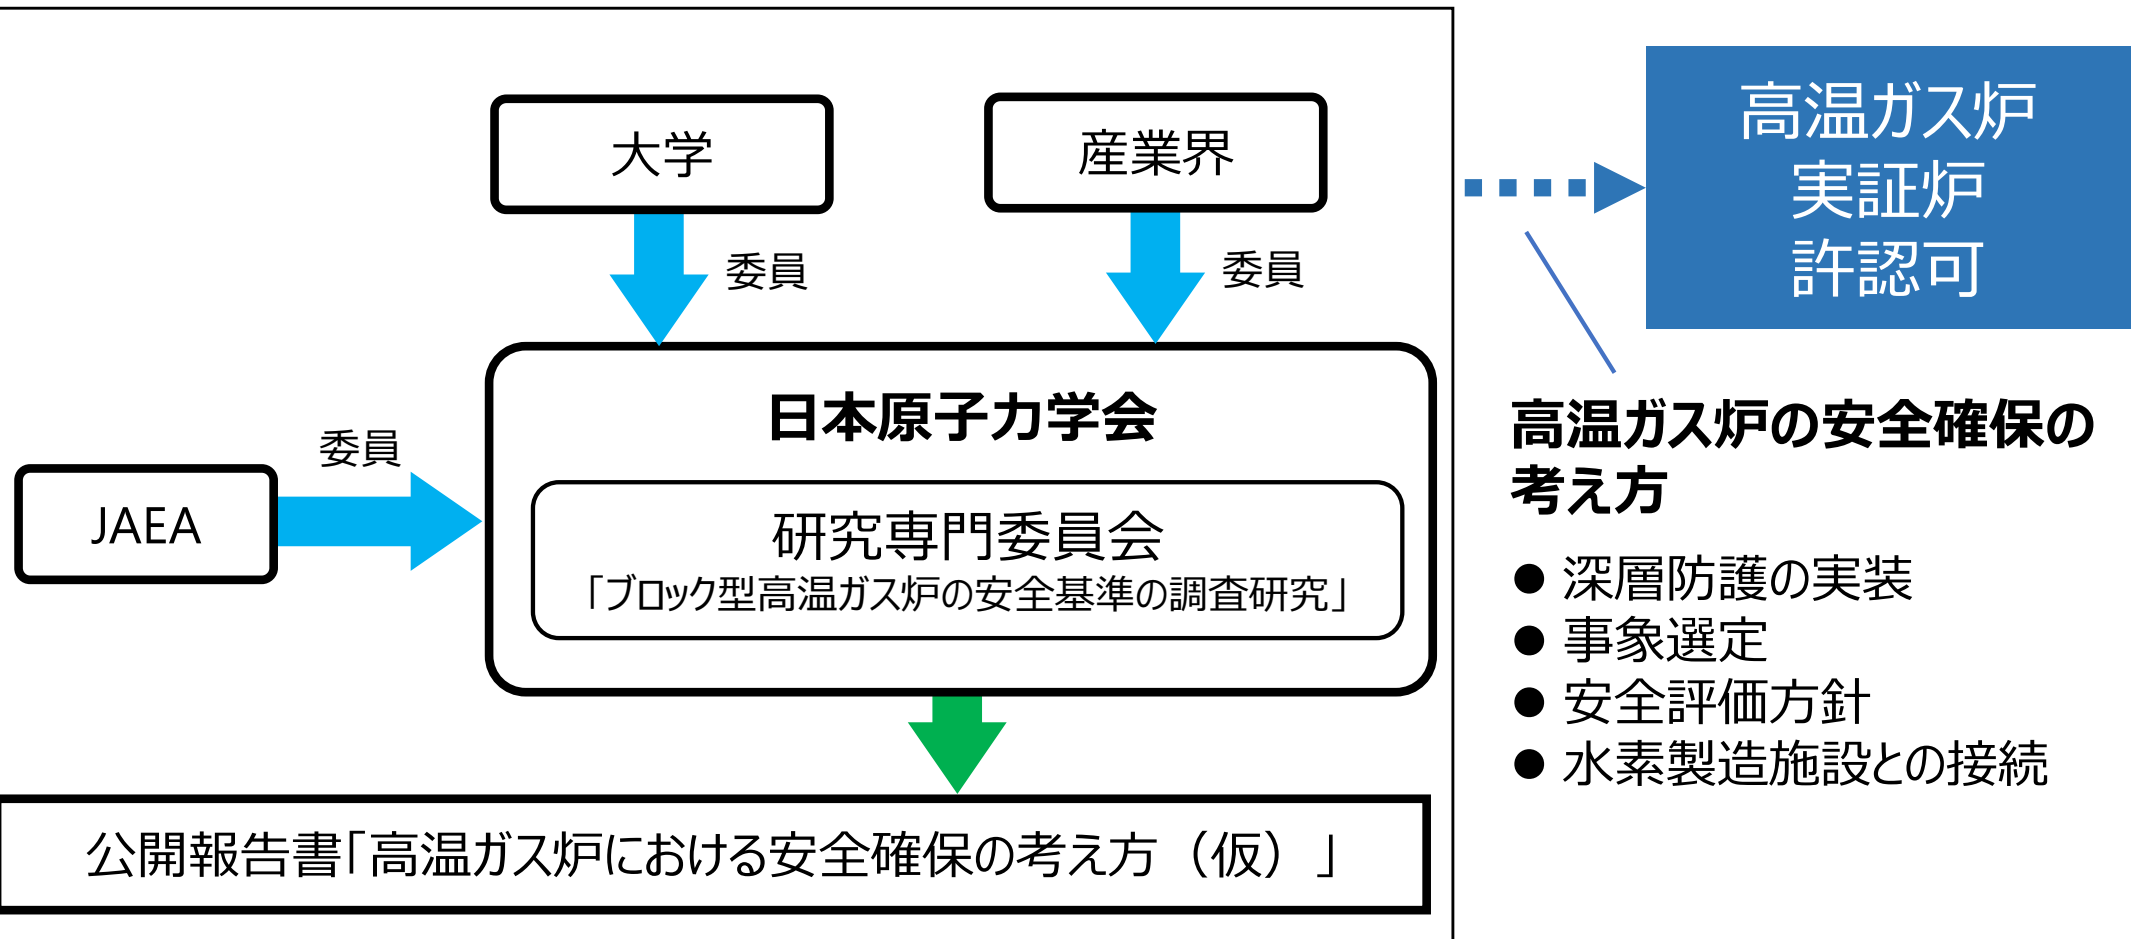 大学
産業界
委員
委員
日本原子力学会
委員
JAEA
研究専門委員会
「ブロック型高温ガス炉の安全基準の調査研究」
公開報告書「高温ガス炉における安全確保の考え方（仮）」
高温ガス炉
実証炉
許認可
高温ガス炉の安全確保の
考え方
● 深層防護の実装
● 事象選定
● 安全評価方針
● 水素製造施設との接続